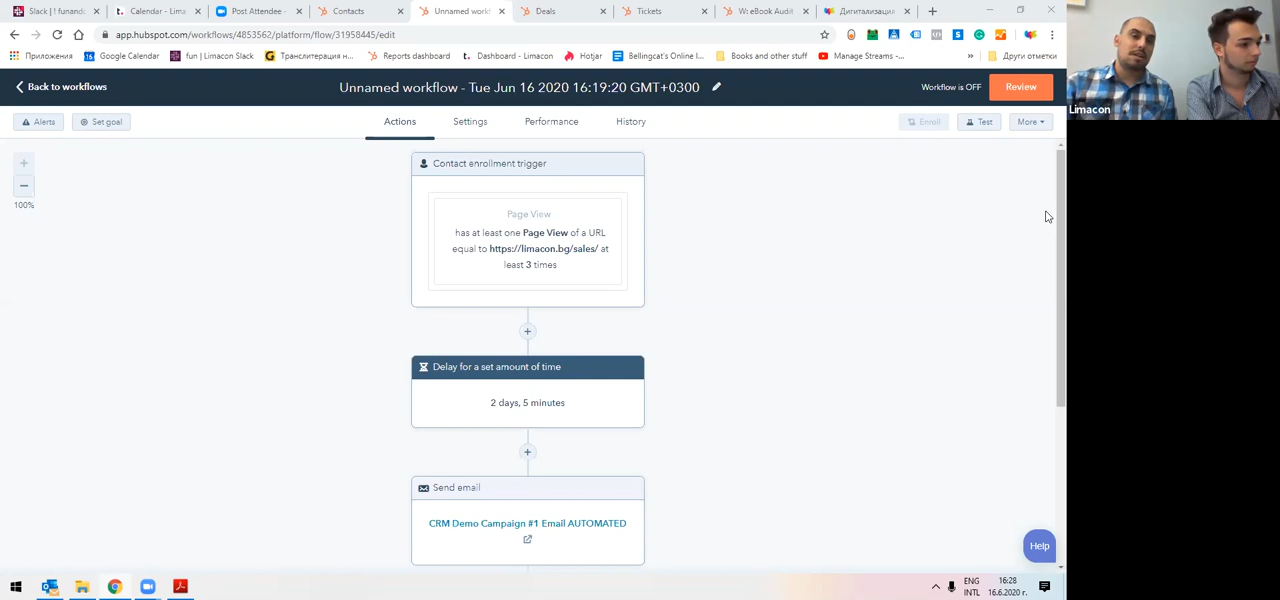 Slack | ! funando
Calendar - Lima
Post Attendee -
Contacts
Unnamed workf
Deals
Tickets
W: eBook Audit
Дигитализация
app.hubspot.com/workflows/4853562/platform/flow/31958445/edit
Приложения
Google Calendar
fun | Limacon Slack
Транслитерация н...
Reports dashboard
Dashboard - Limacon
Hotjar
Bellingcat's Online I...
Books and other stuff
Manage Streams -...
»
Други отметки
Back to workflows
Unnamed workflow - Tue Jun 16 2020 16:19:20 GMT+0300
Workflow is OFF
Review
Limacon
Alerts
Set goal
Actions
Settings
Performance
History
Enroll
Test
More
100%
Contact enrollment trigger
Page View
has at least one Page View of a URL
equal to https://limacon.bg/sales/ at
least 3 times
Delay for a set amount of time
2 days, 5 minutes
Send email
CRM Demo Campaign #1 Email AUTOMATED
Help
ENG
INTL
16:28
16.6.2020 г.